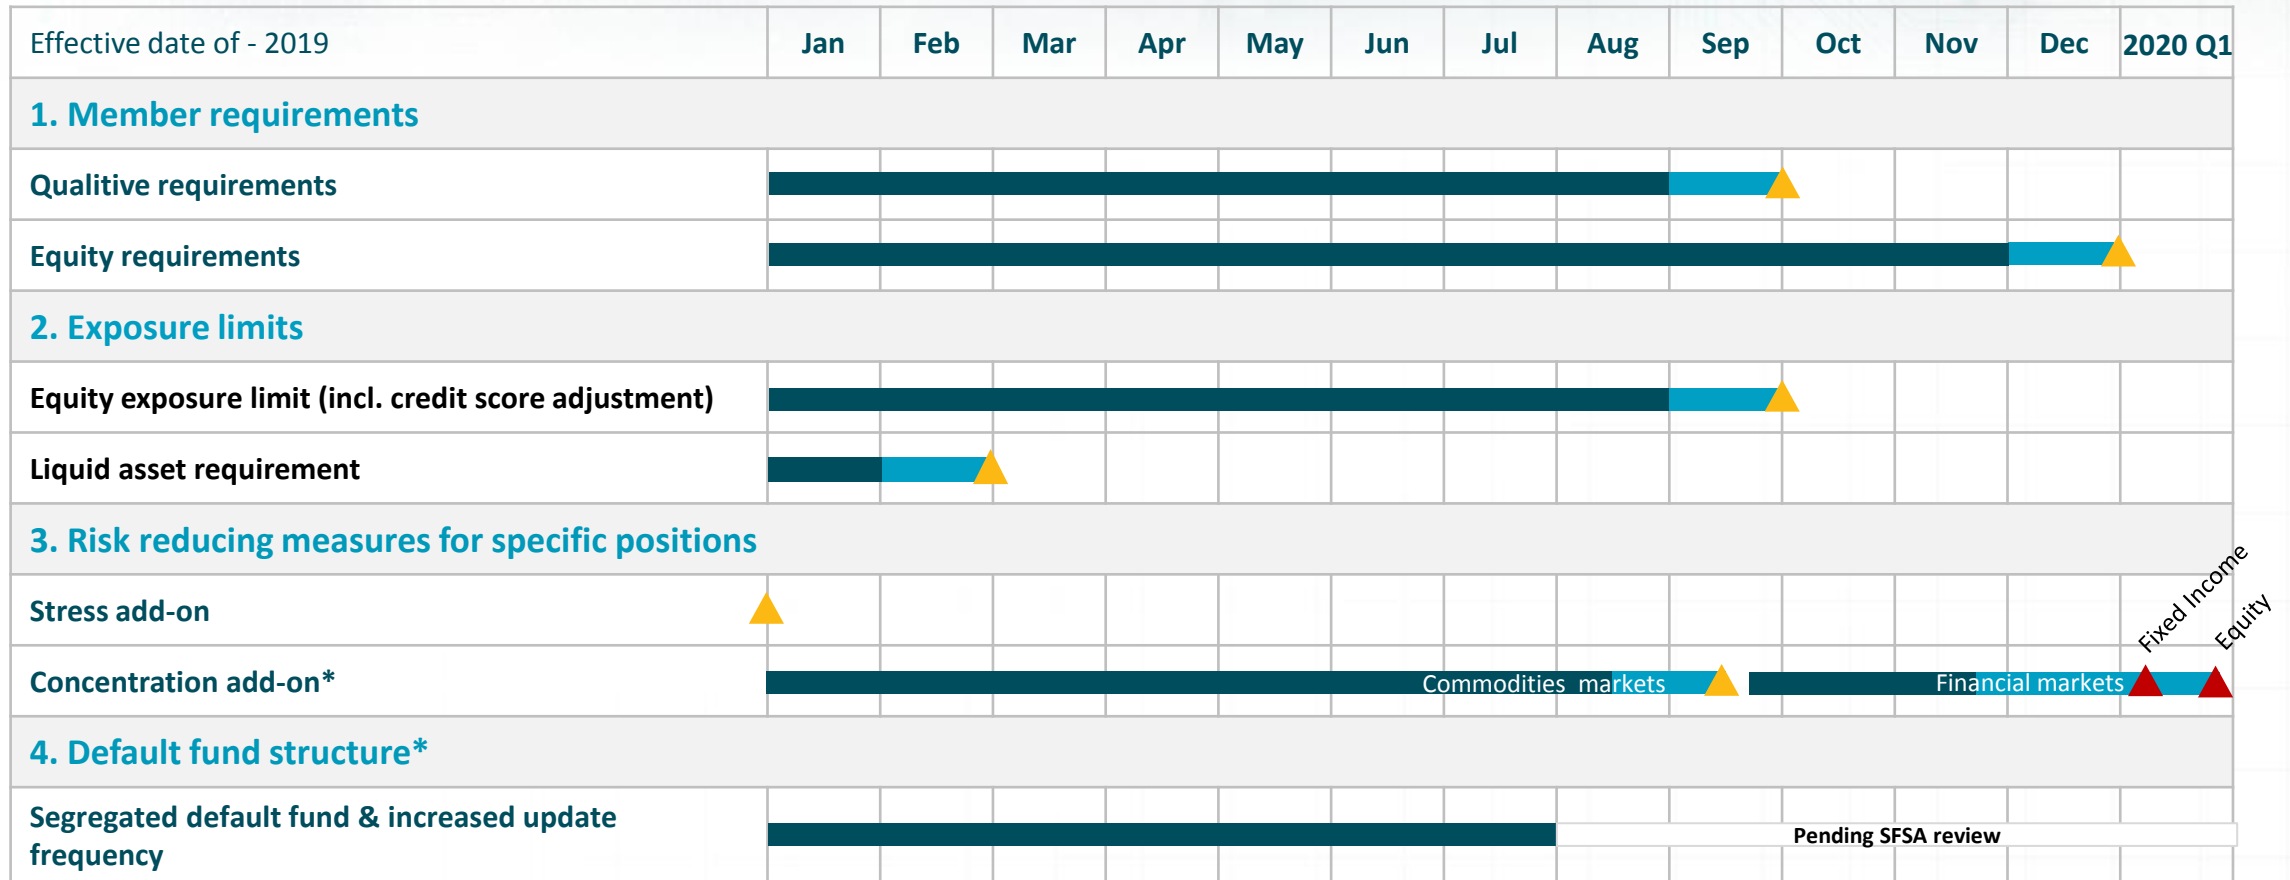 Effective date of - 2019 Jan Feb Mar Apr May Jun Jul Aug Sep Oct Nov Dec 2020 Q1
1. Member requirements
Qualitive requirements
Equity requirements
2. Exposure limits
Equity exposure limit (incl. credit score adjustment)
Liquid asset requirement
3. Risk reducing measures for specific positions
Stress add-on
Fixed Income
Equity
Concentration add-on* Commodities markets Financial markets
4. Default fund structure*
Segregated default fund & increased update
frequency
Pending SFSA review